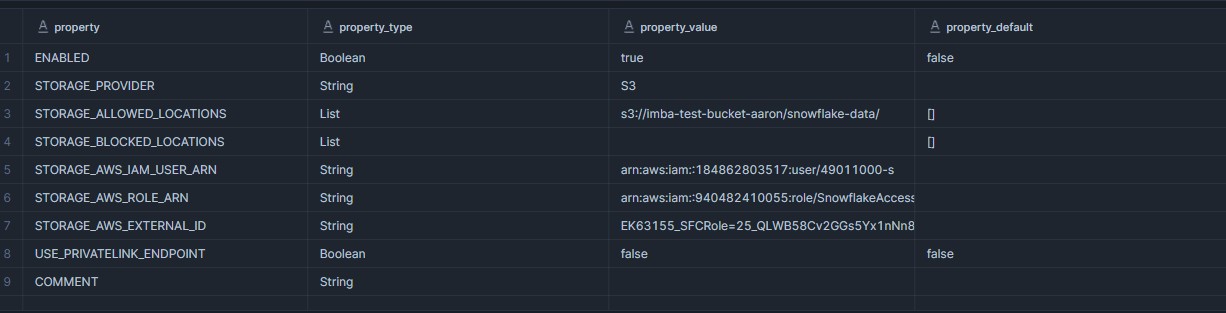 property property_type property_value property_default
1 ENABLED Boolean true false
2 STORAGE_PROVIDER String S3
3 STORAGE_ALLOWED_LOCATIONS List s3://imba-test-bucket-aaron/snowflake-data/ []
4 STORAGE_BLOCKED_LOCATIONS List []
5 STORAGE_AWS_IAM_USER_ARN String arn:aws:iam::184862803517:user/49011000-s
6 STORAGE_AWS_ROLE_ARN String arn:aws:iam::940482410055:role/SnowflakeAccess
7 STORAGE_AWS_EXTERNAL_ID String EK63155_SFCRole=25_QLWB58Cv2GGs5Yx1nNn8
8 USE_PRIVATELINK_ENDPOINT Boolean false false
9 COMMENT String